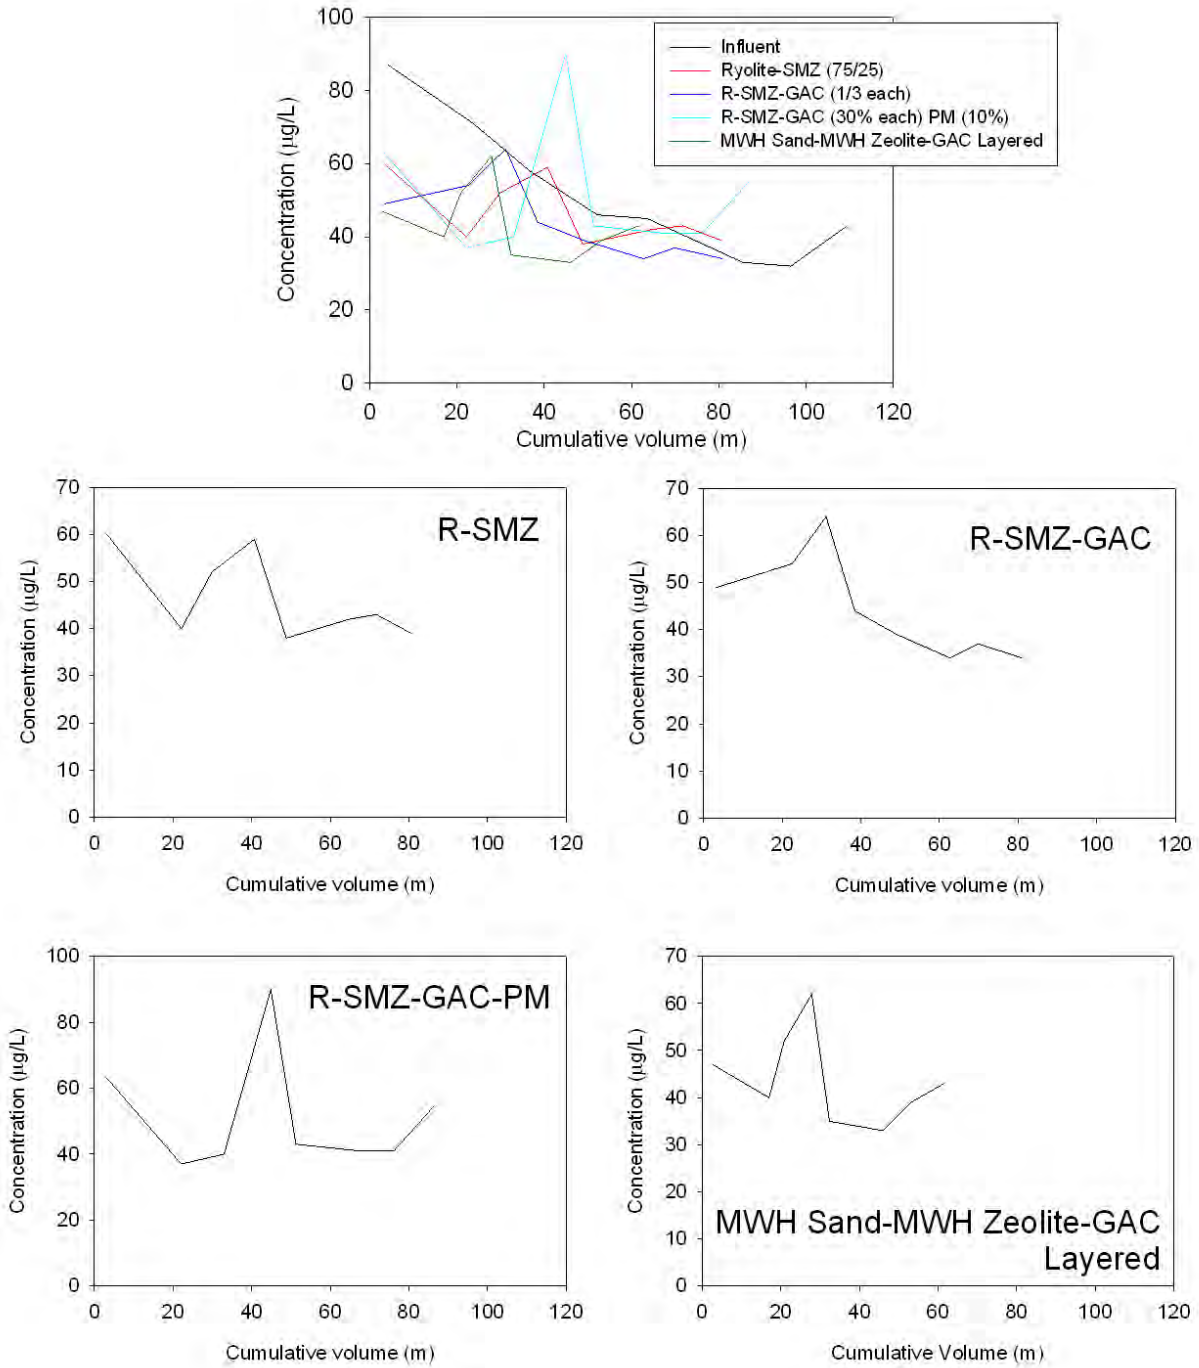 100
80
60
40
20
0
Concentration (µg/L)
0 20 40 60 80 100 120
Cumulative volume (m)
Influent
Ryolite-SMZ (75/25)
R-SMZ-GAC (1/3 each)
R-SMZ-GAC (30% each) PM (10%)
MWH Sand-MWH Zeolite-GAC Layered
70
60
50
40
30
20
10
0
Concentration (µg/L)
R-SMZ
0 20 40 60 80 100 120
Cumulative volume (m)
70
60
50
40
30
20
10
0
Concentration (µg/L)
R-SMZ-GAC
0 20 40 60 80 100 120
Cumulative volume (m)
100
80
60
40
20
0
Concentration (µg/L)
R-SMZ-GAC-PM
0 20 40 60 80 100 120
Cumulative volume (m)
70
60
50
40
30
20
10
0
Concentration (µg/L)
MWH Sand-MWH Zeolite-GAC
Layered
0 20 40 60 80 100 120
Cumulative Volume (m)